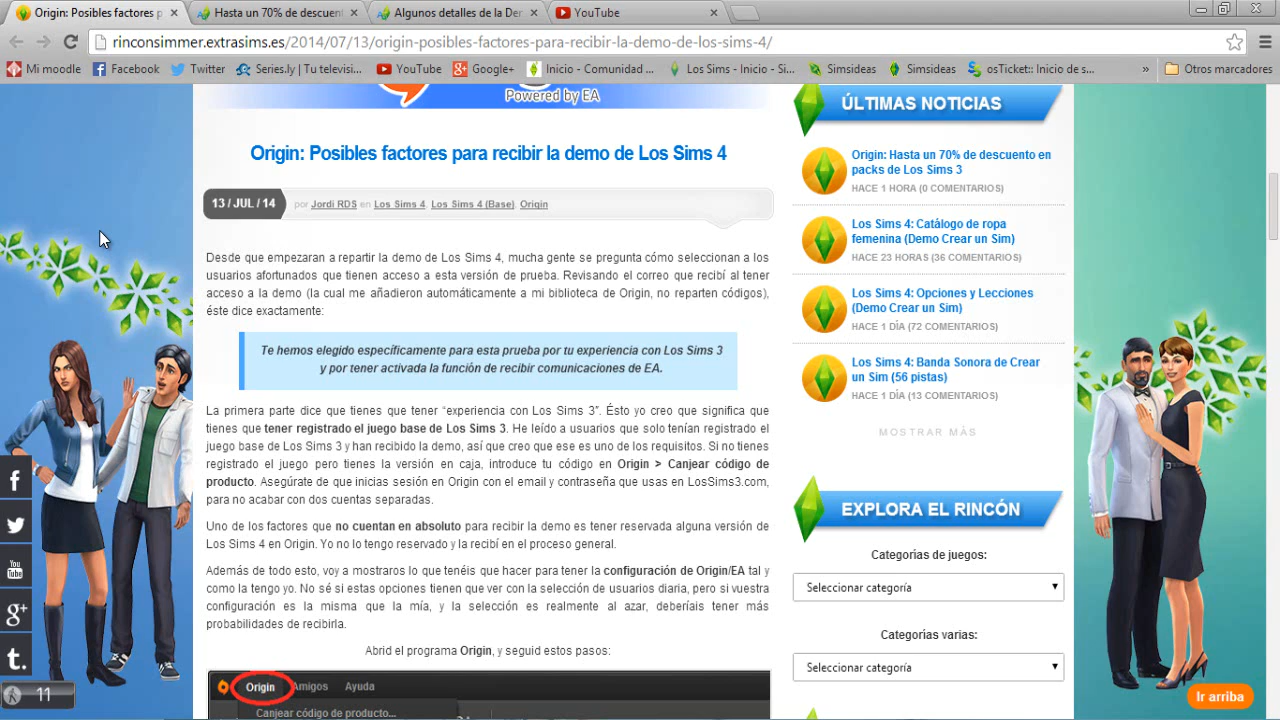 Origin: Posibles factores p
Hasta un 70% de descuen
Algunos detalles de la Der
YouTube
rinconsimmer.extrasims.es/2014/07/13/origin-posibles-factores-para-recibir-la-demo-de-los-sims-4/
Mi moodle
Facebook
Twitter
Series.ly: Tu televis...
YouTube
Google+
Inicio - Comunidad ...
Los Sims - Inicio - Si...
Simsideas
Simsideas
osTicket:: Inicio de s...
»
Otros marcadores
Powered by EA
Origin: Posibles factores para recibir la demo de Los Sims 4
13 / JUL / 14
por Jordi RDS en Los Sims 4, Los Sims 4 (Base), Origin
Desde que empezaran a repartir la demo de Los Sims 4, mucha gente se pregunta cómo seleccionan a los
usuarios afortunados que tienen acceso a esta versión de prueba. Revisando el correo que recibí al tener
acceso a la demo (la cual me añadieron automáticamente a mi biblioteca de Origin, no reparten códigos),
éste dice exactamente:
Te hemos elegido específicamente para esta prueba por tu experiencia con Los Sims 3
y por tener activada la función de recibir comunicaciones de EA.
La primera parte dice que tienes que tener “experiencia con Los Sims 3”. Ésto yo creo que significa que
tienes que tener registrado el juego base de Los Sims 3. He leído a usuarios que solo tenían registrado el
juego base de Los Sims 3 y han recibido la demo, así que creo que ese es uno de los requisitos. Si no tienes
registrado el juego pero tienes la versión en caja, introduce tu código en Origin > Canjear código de
producto. Asegúrate de que inicias sesión en Origin con el email y contraseña que usas en LosSims3.com,
para no acabar con dos cuentas separadas.
Uno de los factores que no cuentan en absoluto para recibir la demo es tener reservada alguna versión de
Los Sims 4 en Origin. Yo no lo tengo reservado y la recibí en el proceso general.
Además de todo esto, voy a mostraros lo que tenéis que hacer para tener la configuración de Origin/EA tal y
como la tengo yo. No sé si estas opciones tienen que ver con la selección de usuarios diaria, pero si vuestra
configuración es la misma que la mía, y la selección es realmente al azar, deberíais tener más
probabilidades de recibirla.
Abrid el programa Origin, y seguid estos pasos:
Origin
Amigos
Ayuda
Canjear código de producto...
ÚLTIMAS NOTICIAS
Origin: Hasta un 70% de descuento en
packs de Los Sims 3
HACE 1 HORA (0 COMENTARIOS)
Los Sims 4: Catálogo de ropa
femenina (Demo Crear un Sim)
HACE 23 HORAS (36 COMENTARIOS)
Los Sims 4: Opciones y Lecciones
(Demo Crear un Sim)
HACE 1 DÍA (72 COMENTARIOS)
Los Sims 4: Banda Sonora de Crear
un Sim (56 pistas)
HACE 1 DÍA (13 COMENTARIOS)
MOSTRAR MÁS
EXPLORA EL RINCÓN
Categorías de juegos:
Seleccionar categoría
Categorías varias:
Seleccionar categoría
You
Tube
g+
t.
11
Ir arriba